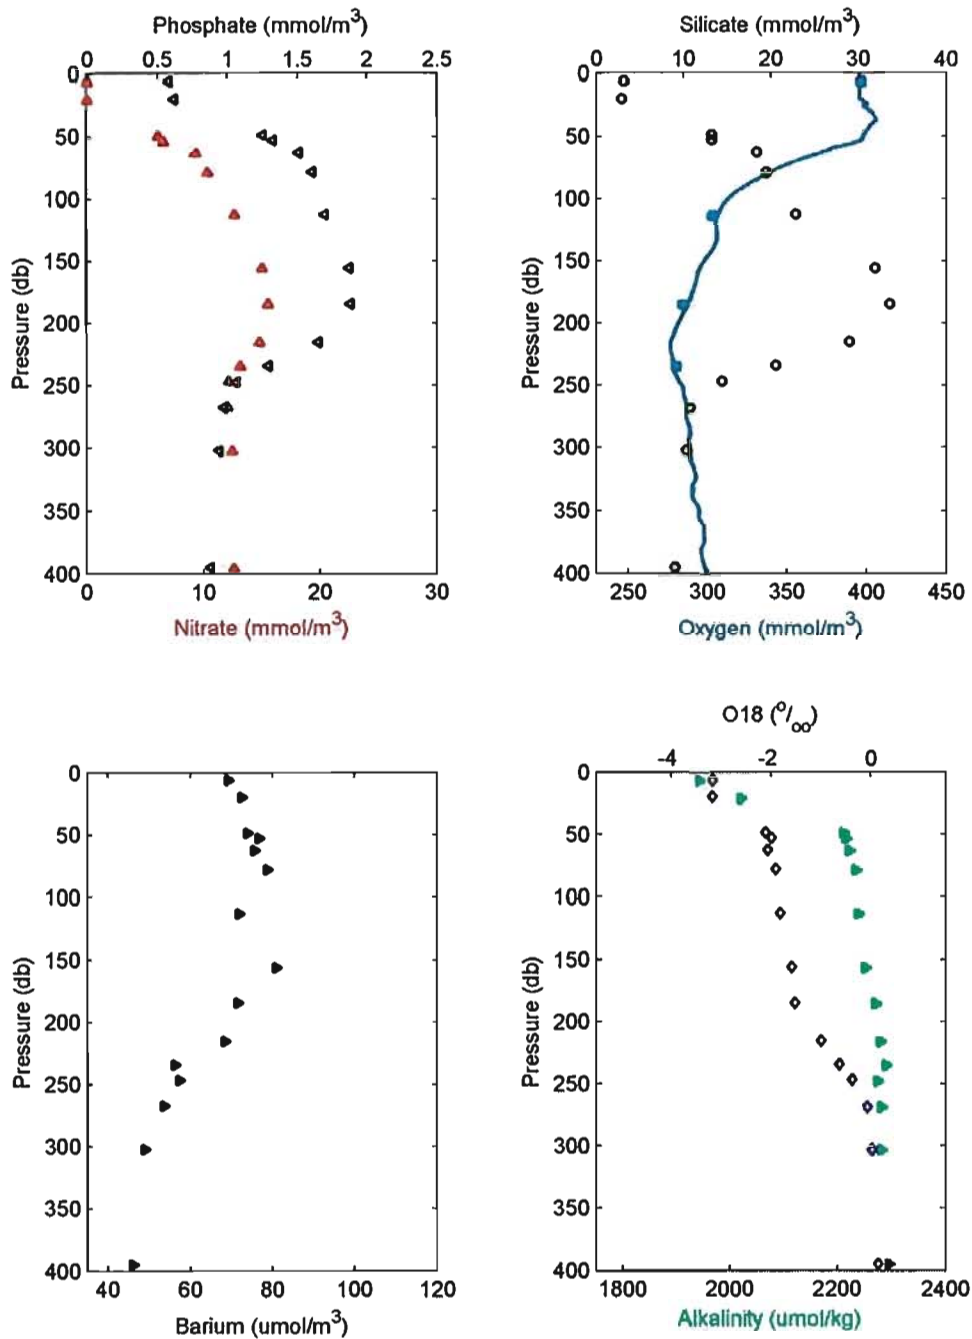 Phosphate (mmol/m3)
0 0.5 1 1.5 2 2.5
0
50
100
150
200
250
300
350
400
Pressure (db)
0 10 20 30
Nitrate (mmol/m3)
Silicate (mmol/m3)
0 10 20 30 40
0
50
100
150
200
250
300
350
400
Pressure (db)
250 300 350 400 450
Oxygen (mmol/m3)
0
50
100
150
200
250
300
350
400
Pressure (db)
40 60 80 100 120
Barium (umol/m3)
O18 (o/oo)
-4 -2 0
0
50
100
150
200
250
300
350
400
Pressure (db)
1800 2000 2200 2400
Alkalinity (umol/kg)